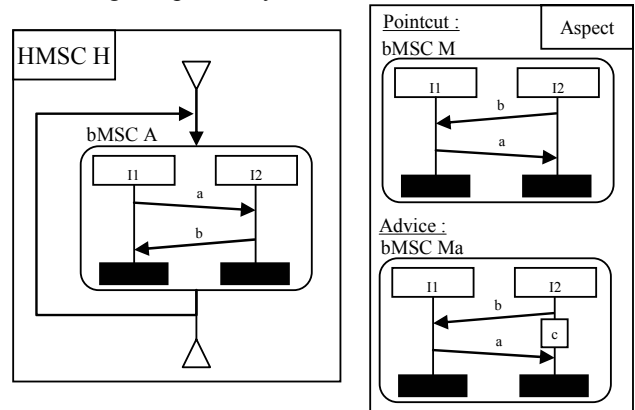 HMSC H
bMSC A
I1
I2
a
b
Aspect
Pointcut :
bMSC M
I1
I2
b
a
Advice :
bMSC Ma
I1
I2
b
c
a